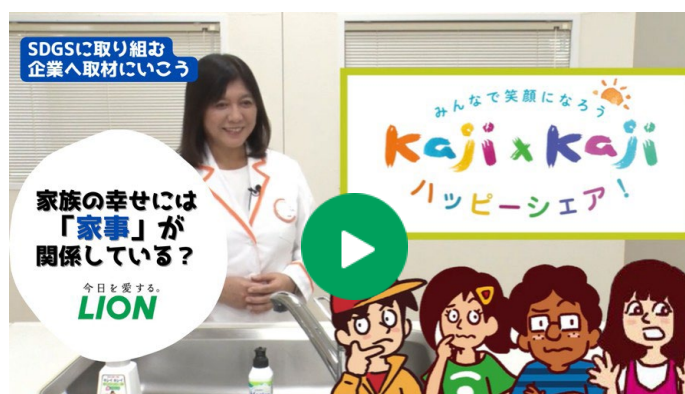 SDGSに取り組む
企業へ取材にいこう
家族の幸せには
「家事」が
関係している？
今日を愛する。
LION
みんなで笑顔になろう
Kaji×Kaji
ハッピーシェア！